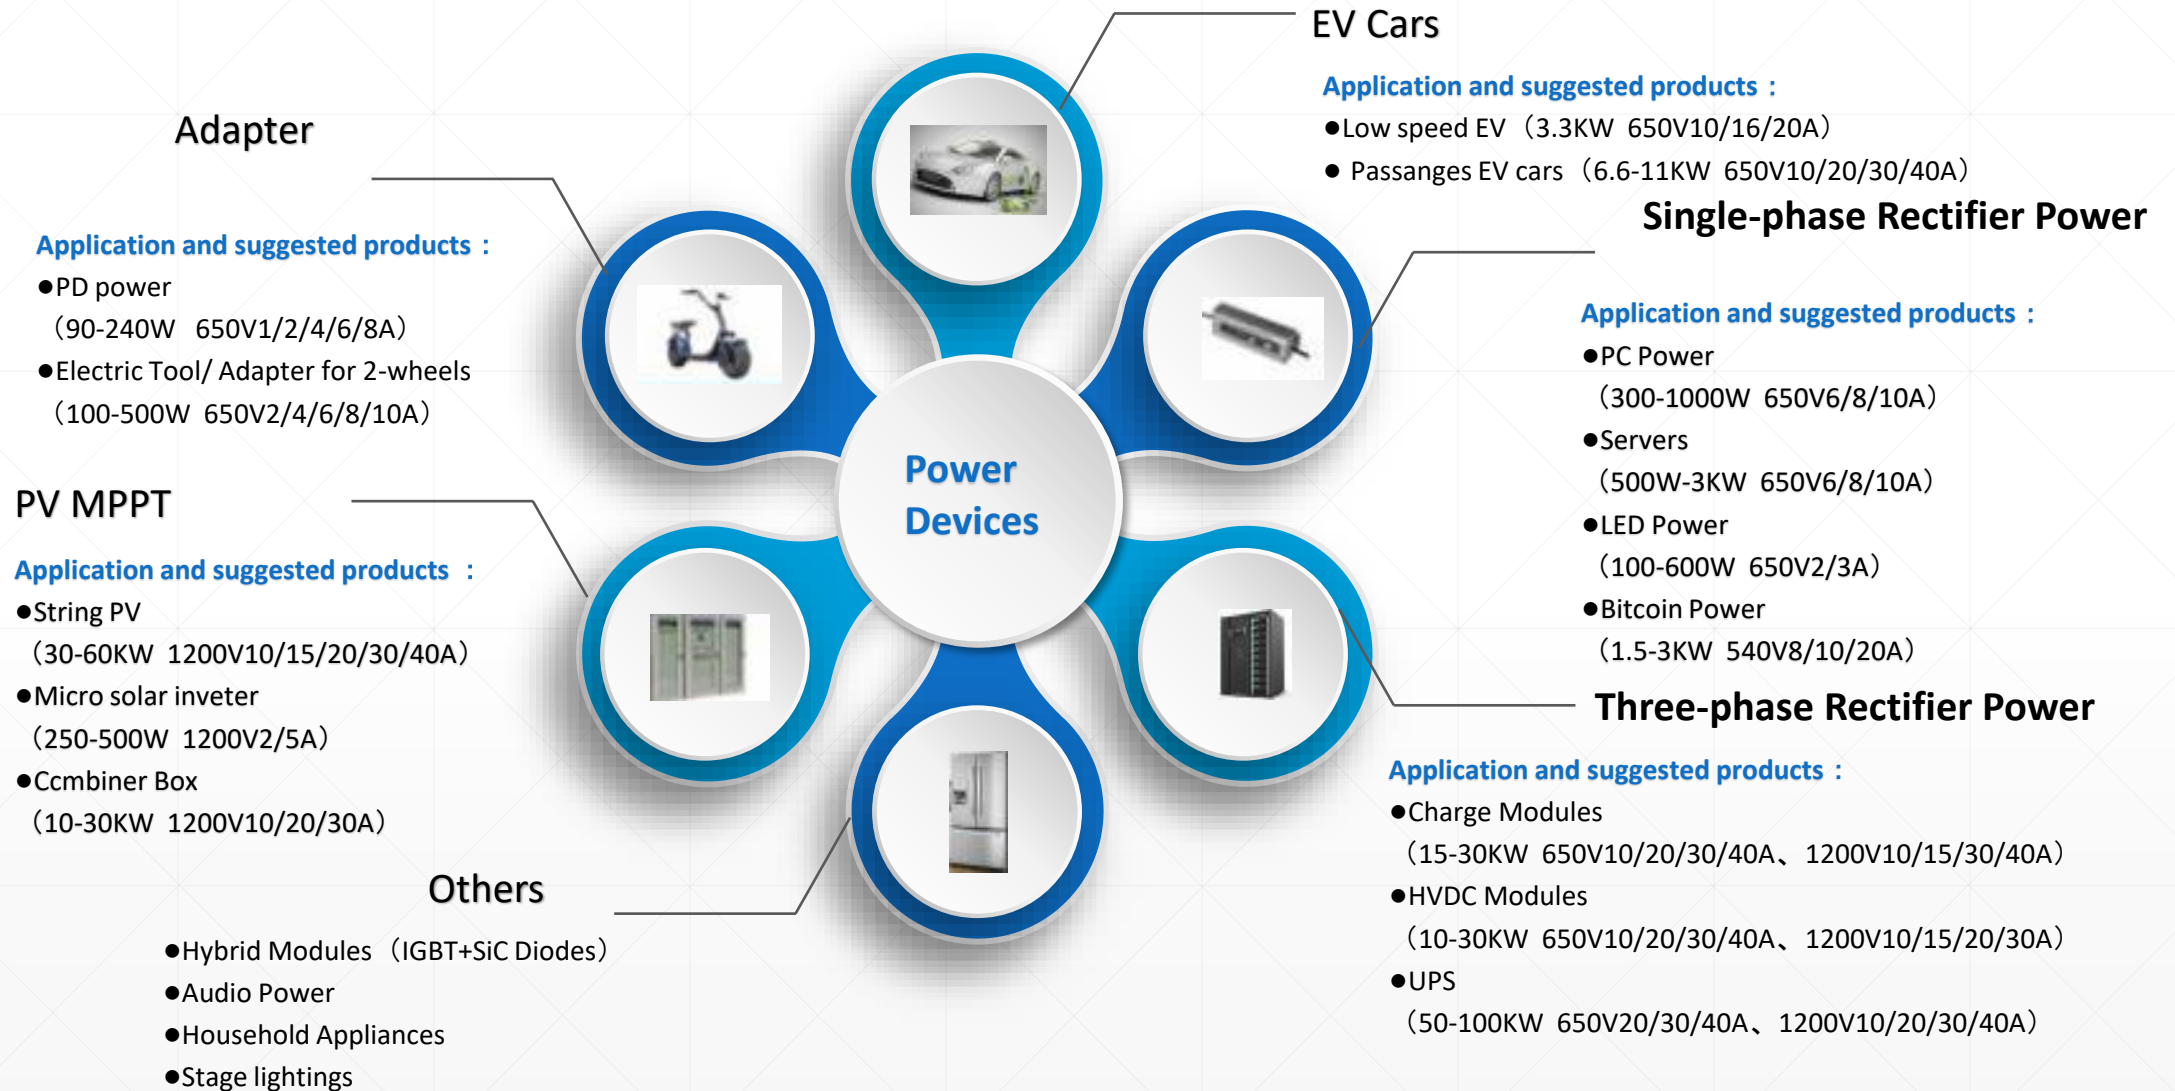 EV Cars
Application and suggested products：
●Low speed EV（3.3KW 650V10/16/20A）
● Passanges EV cars（6.6-11KW 650V10/20/30/40A）
Adapter
Application and suggested products：
●PD power
（90-240W 650V1/2/4/6/8A）
●Electric Tool/ Adapter for 2-wheels
（100-500W 650V2/4/6/8/10A）
Single-phase Rectifier Power
Application and suggested products：
●PC Power
（300-1000W 650V6/8/10A）
●Servers
（500W-3KW 650V6/8/10A）
●LED Power
（100-600W 650V2/3A）
●Bitcoin Power
（1.5-3KW 540V8/10/20A）
Power
Devices
PV MPPT
Application and suggested products ：
●String PV
（30-60KW 1200V10/15/20/30/40A）
●Micro solar inveter
（250-500W 1200V2/5A）
●Ccmbiner Box
（10-30KW 1200V10/20/30A）
Three-phase Rectifier Power
Application and suggested products：
●Charge Modules
（15-30KW 650V10/20/30/40A、1200V10/15/30/40A）
●HVDC Modules
（10-30KW 650V10/20/30/40A、1200V10/15/20/30A）
●UPS
（50-100KW 650V20/30/40A、1200V10/20/30/40A）
Others
●Hybrid Modules（IGBT+SiC Diodes）
●Audio Power
●Household Appliances
●Stage lightings